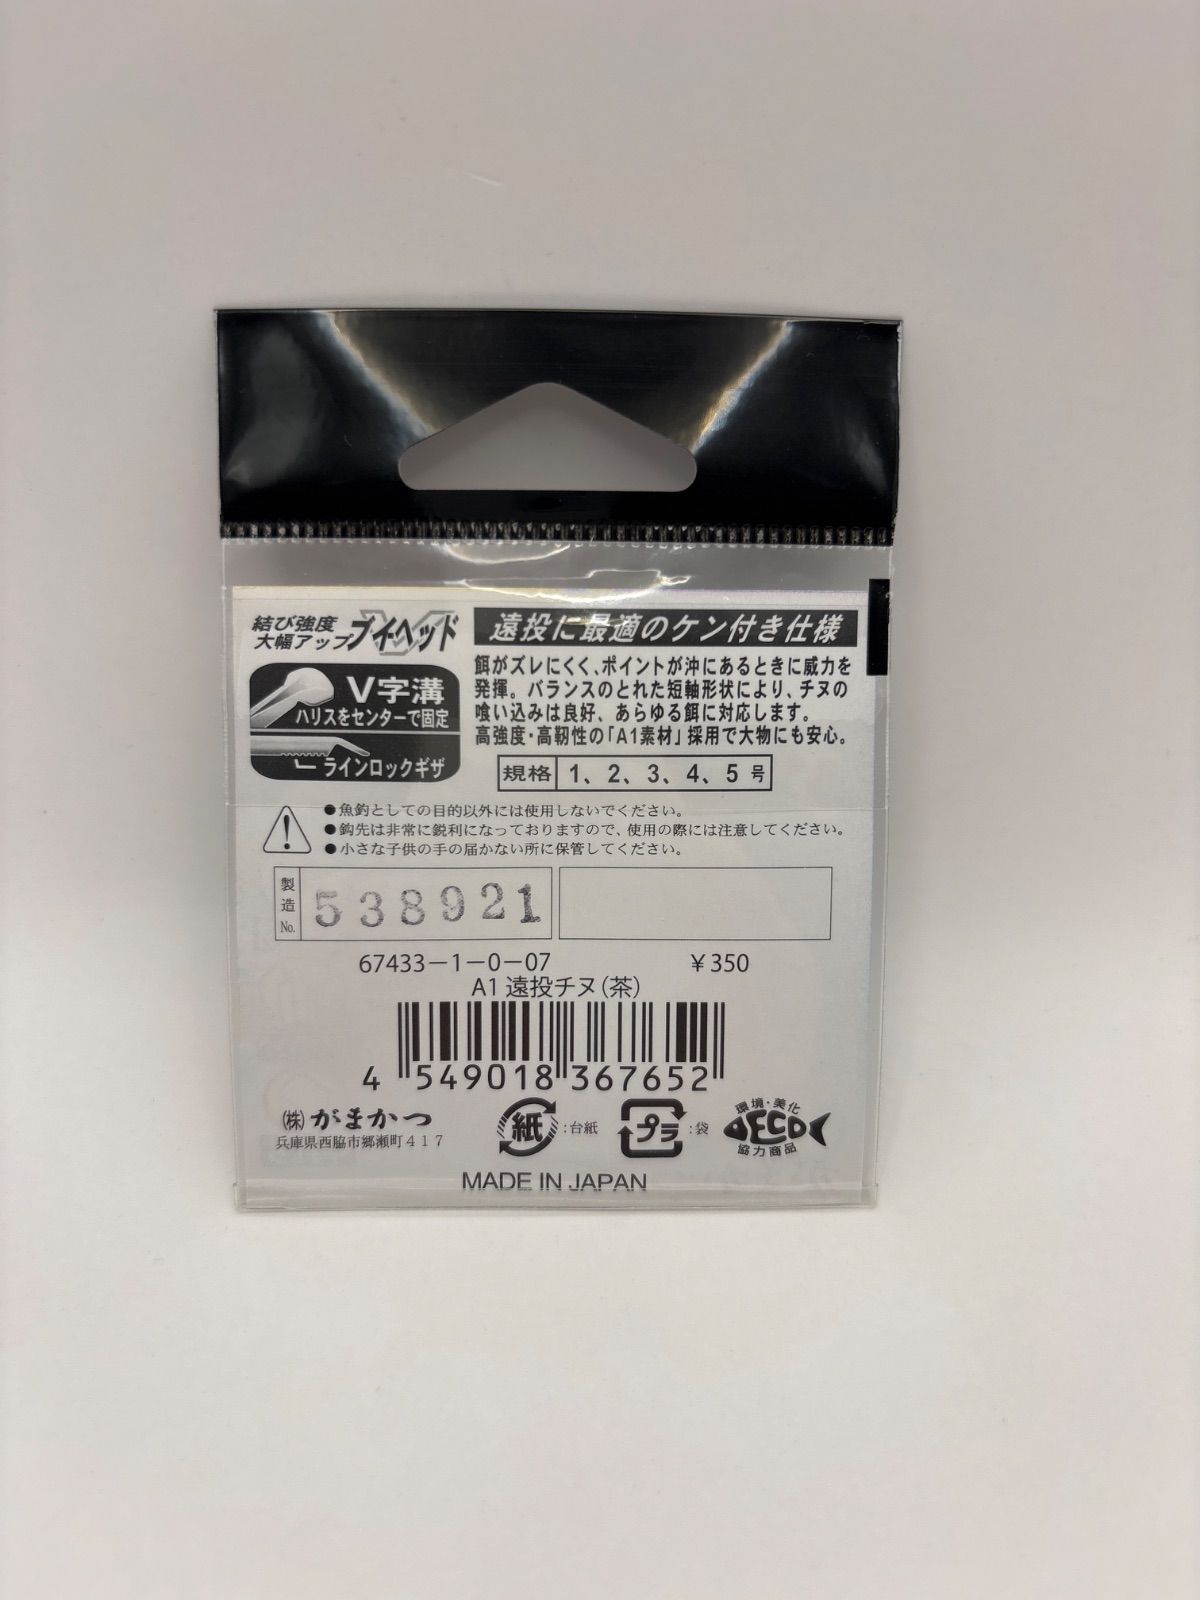 結び強度
大幅アップ
ブイヘッド
V字溝
ハリスをセンターで固定
ラインロックギザ
遠投に最適のケン付き仕様
餌がズレにくく、ポイントが沖にあるときに威力を
発揮。バランスのとれた短軸形状により、チヌの
喰い込みは良好、あらゆる餌に対応します。
高強度・高靭性の「A1素材」採用で大物にも安心。
規格 1、2、3、4、5号
●魚釣としての目的以外には使用しないでください。
●鈎先は非常に鋭利になっておりますので、使用の際には注意してください。
●小さな子供の手の届かない所に保管してください。
製造No. 538921
67433-1-0-07 ¥350
A1 遠投チヌ(茶)
4 549018 367652
㈱がまかつ
兵庫県西脇市郷瀬町417
紙 :台紙
プラ :袋
環境・美化
ECO
協力商品
MADE IN JAPAN